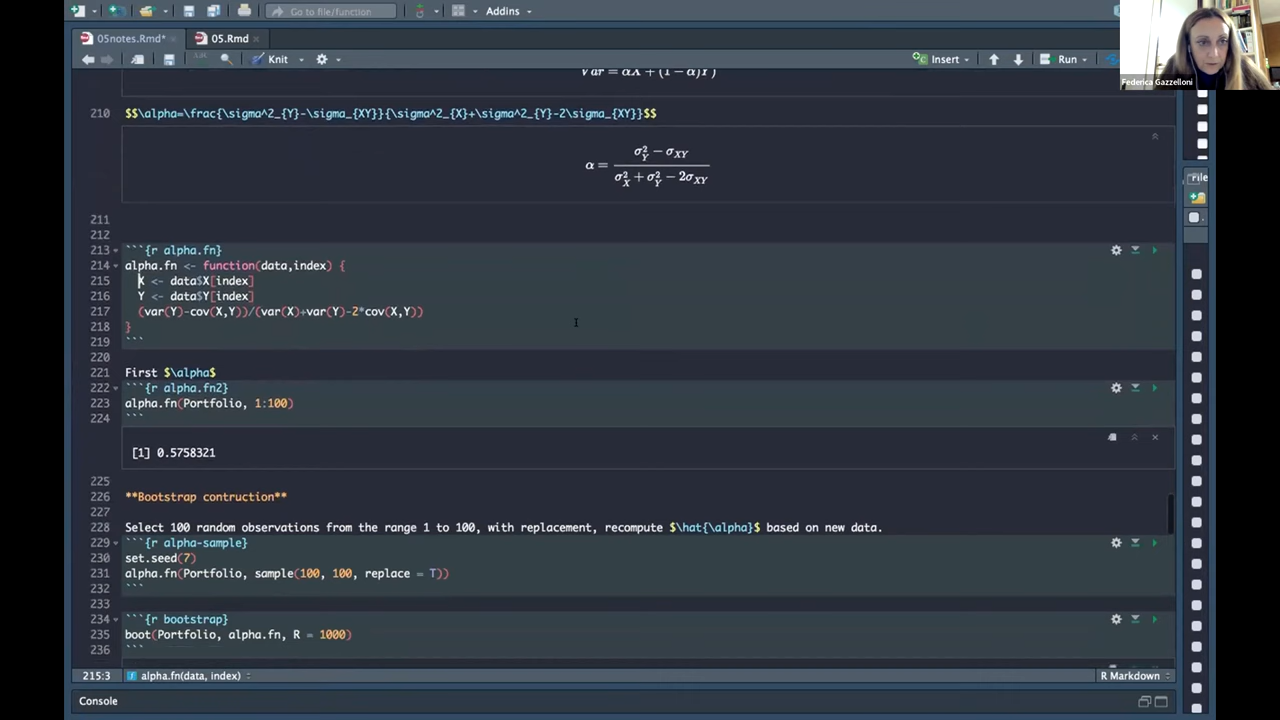 Go to file/function
Addins
05notes.Rmd*
05.Rmd
Knit
Insert
Run
Federica Gazzelloni
Var = αX + (1 − α)Y )
210 $$\alpha=\frac{\sigma^2_{Y}-\sigma_{XY}}{\sigma^2_{X}+\sigma^2_{Y}-2\sigma_{XY}}$$
α = σ²_Y − σ_XY / σ²_X + σ²_Y − 2σ_XY
211
212
213 ```{r alpha.fn}
214 alpha.fn <- function(data,index) {
215 X <- data$X[index]
216 Y <- data$Y[index]
217 (var(Y)-cov(X,Y))/(var(X)+var(Y)-2*cov(X,Y))
218 }
219 ```
220
221 First $\alpha$
222 ```{r alpha.fn2}
223 alpha.fn(Portfolio, 1:100)
224 ```
[1] 0.5758321
225
226 **Bootstrap contruction**
227
228 Select 100 random observations from the range 1 to 100, with replacement, recompute $\hat{\alpha}$ based on new data.
229 ```{r alpha-sample}
230 set.seed(7)
231 alpha.fn(Portfolio, sample(100, 100, replace = T))
232 ```
233
234 ```{r bootstrap}
235 boot(Portfolio, alpha.fn, R = 1000)
236 ```
215:3
alpha.fn(data, index)
R Markdown
Console
File